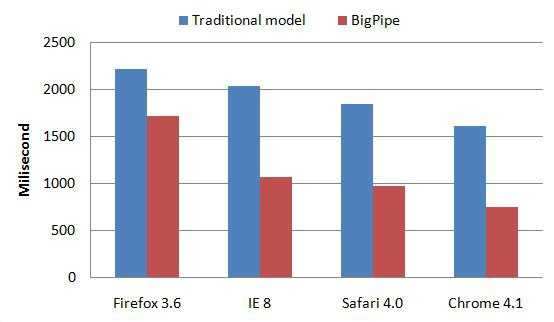 Traditional model BigPipe
2500
2000
1500
1000
500
0
Milisecond
Firefox 3.6 IE 8 Safari 4.0 Chrome 4.1